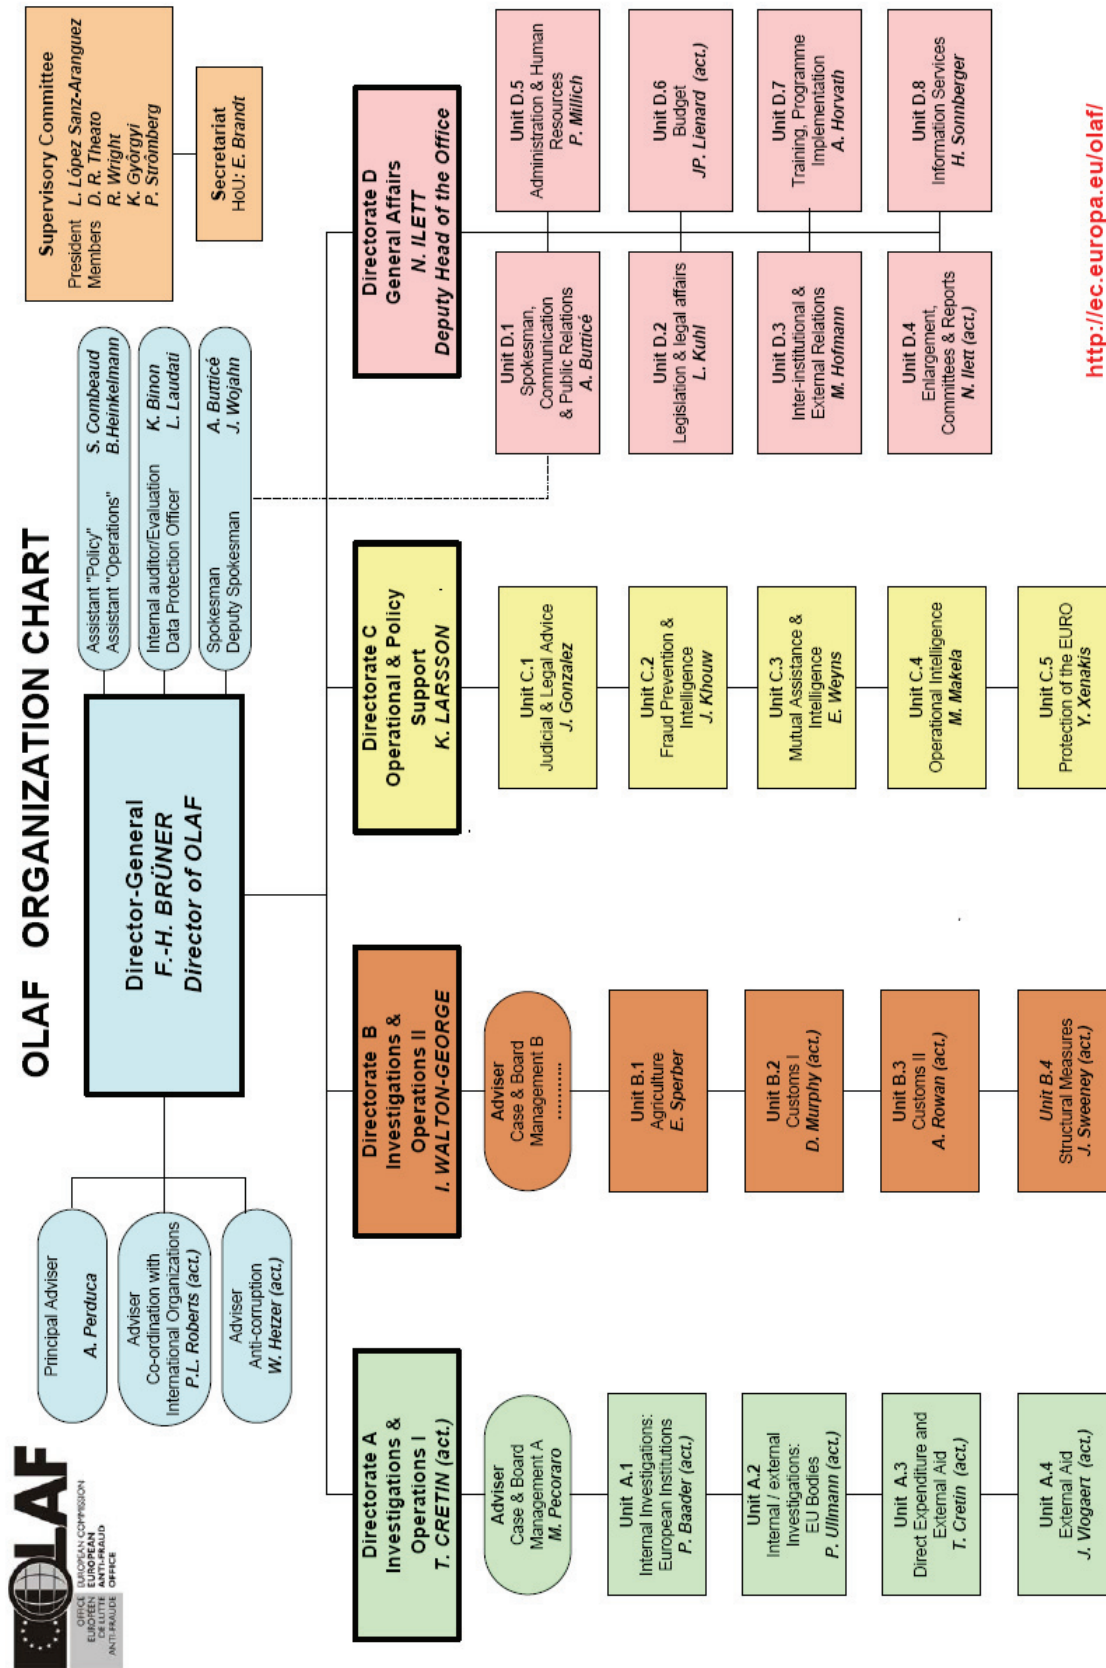 OLAF
OFFICE EUROPÉEN DE LUTTE ANTI-FRAUDE
EUROPEAN COMMISSION
EUROPEAN
ANTI-FRAUD
OFFICE
OLAF ORGANIZATION CHART
Principal Adviser
A. Perduca
Adviser
Co-ordination with
International Organizations
P.L. Roberts (act.)
Adviser
Anti-corruption
W. Hetzer (act.)
Director-General
F.-H. BRÜNER
Director of OLAF
Assistant "Policy" S. Combeaud
Assistant "Operations" B.Heinkelmann
Internal auditor/Evaluation K. Binon
Data Protection Officer L. Laudati
Spokesman A. Butticé
Deputy Spokesman J. Wojahn
Supervisory Committee
President L. López Sanz-Aranguez
Members D. R. Theato
R. Wright
K. Györgyi
P. Strömberg
Secretariat
HoU: E. Brandt
Directorate A
Investigations &
Operations I
T. CRETIN (act.)
Adviser
Case & Board
Management A
M. Pecoraro
Unit A.1
Internal Investigations:
European Institutions
P. Baader (act.)
Unit A.2
Internal / external
Investigations:
EU Bodies
P. Ullmann (act.)
Unit A.3
Direct Expenditure and
External Aid
T. Cretin (act.)
Unit A.4
External Aid
J. Vlogaert (act.)
Directorate B
Investigations &
Operations II
I. WALTON-GEORGE
Adviser
Case & Board
Management B
..........
Unit B.1
Agriculture
E. Sperber
Unit B.2
Customs I
D. Murphy (act.)
Unit B.3
Customs II
A. Rowan (act.)
Unit B.4
Structural Measures
J. Sweeney (act.)
Directorate C
Operational & Policy
Support
K. LARSSON
Unit C.1
Judicial & Legal Advice
J. Gonzalez
Unit C.2
Fraud Prevention &
Intelligence
J. Khouw
Unit C.3
Mutual Assistance &
Intelligence
E. Weyns
Unit C.4
Operational Intelligence
M. Makela
Unit C.5
Protection of the EURO
Y. Xenakis
Directorate D
General Affairs
N. ILETT
Deputy Head of the Office
Unit D.1
Spokesman,
Communication
& Public Relations
A. Butticé
Unit D.2
Legislation & legal affairs
L. Kuhl
Unit D.3
Inter-institutional &
External Relations
M. Hofmann
Unit D.4
Enlargement,
Committees & Reports
N. Ilett (act.)
Unit D.5
Administration & Human
Resources
P. Millich
Unit D.6
Budget
JP. Lienard (act.)
Unit D.7
Training, Programme
Implementation
A. Horvath
Unit D.8
Information Services
H. Sonnberger
http://ec.europa.eu/olaf/